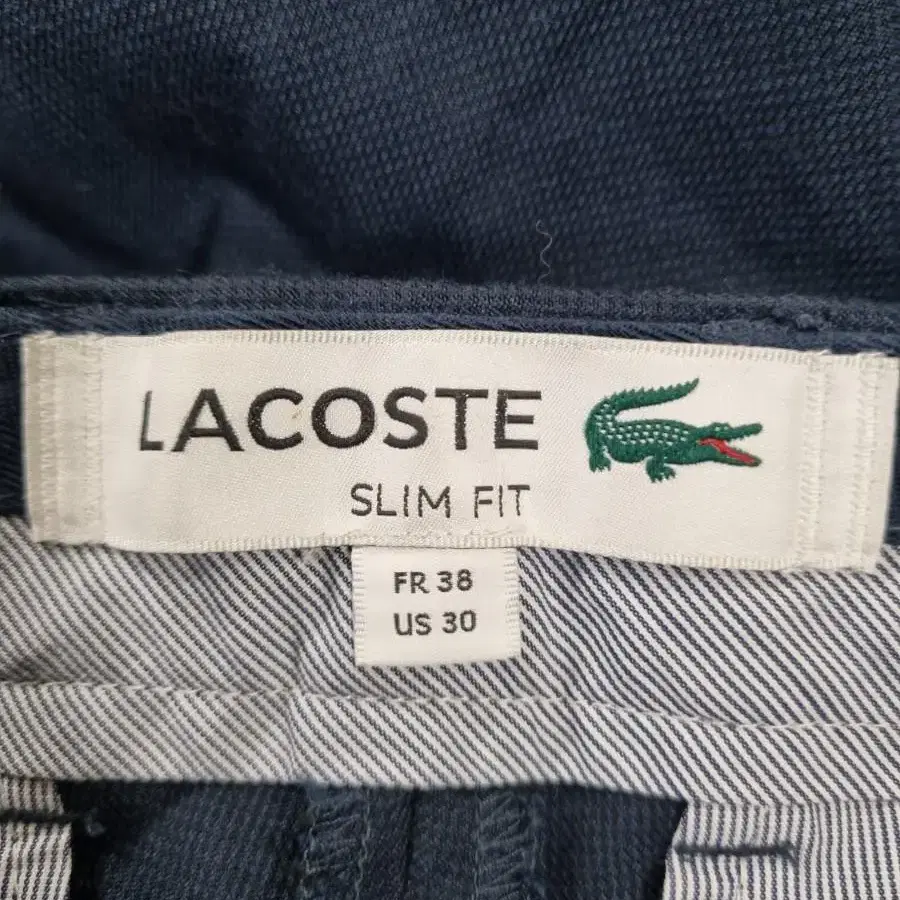 LACOSTE
SLIM FIT
FR 38
US 30